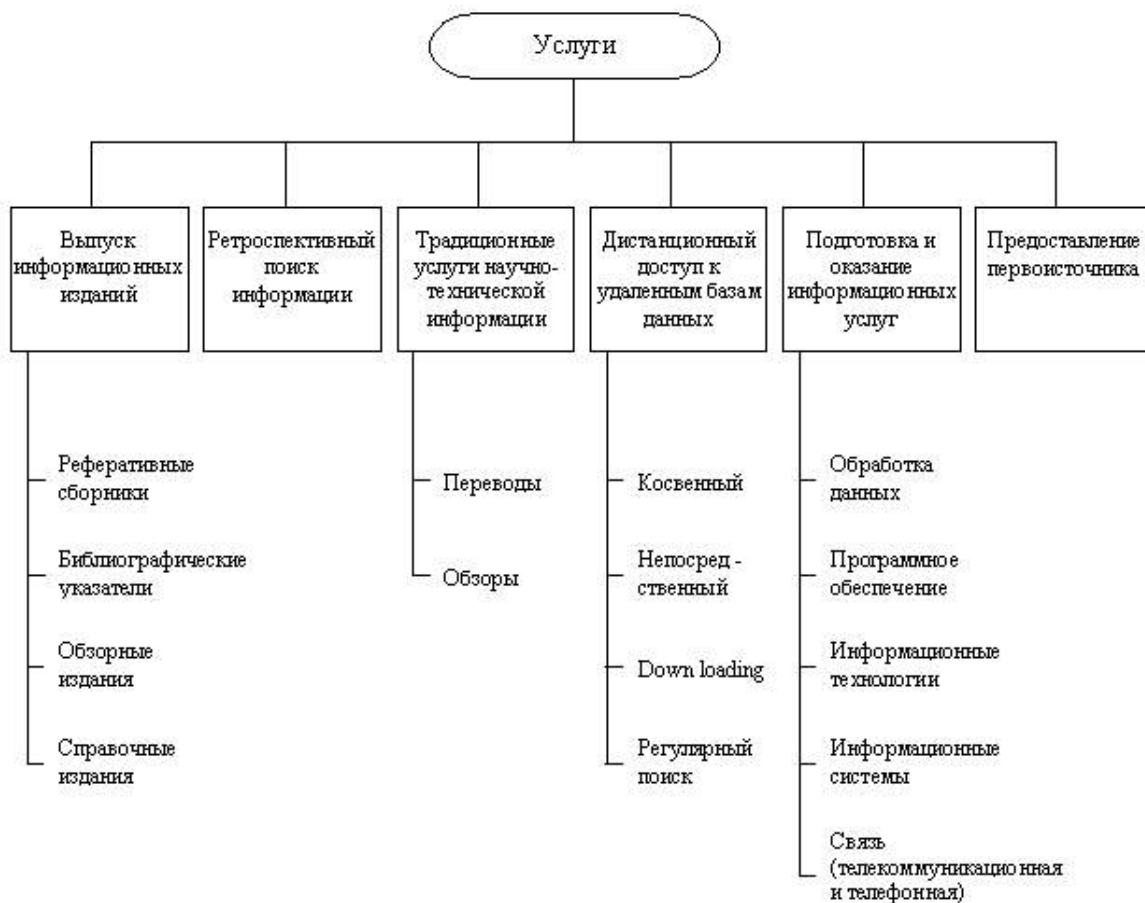 Услуги
Выпуск
информационных
изданий
Ретроспективный
поиск
информации
Традиционные
услуги научно-
технической
информации
Дистанционный
доступ к
удаленным базам
данных
Подготовка и
оказание
информационных
услуг
Предоставление
первоисточника
Реферативные
сборники
Библиографические
указатели
Обзорные
издания
Справочные
издания
Переводы
Обзоры
Косвенный
Непосред -
ственный
Down loading
Регулярный
поиск
Обработка
данных
Программное
обеспечение
Информационные
технологии
Информационные
системы
Связь
(телекоммуникационная
и телефонная)